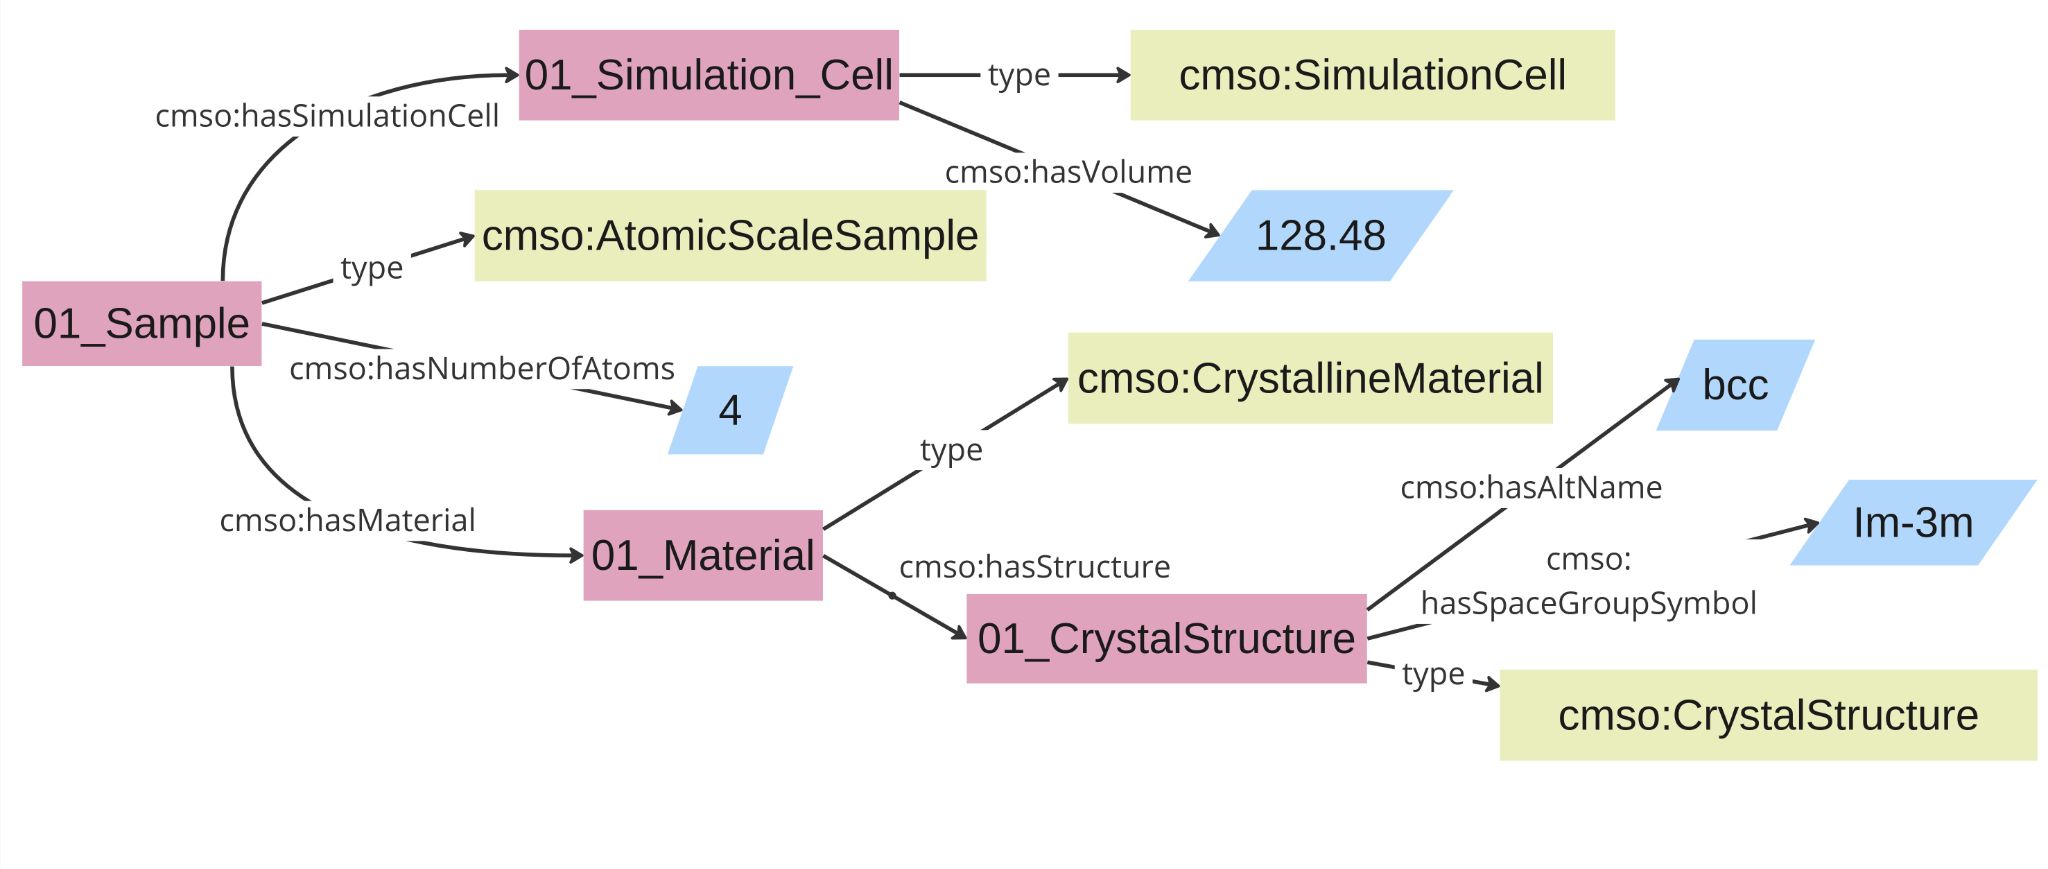 01_Simulation_Cell
type
cmso:SimulationCell
cmso:hasSimulationCell
cmso:hasVolume
cmso:AtomicScaleSample
128.48
type
01_Sample
cmso:hasNumberOfAtoms
4
cmso:CrystallineMaterial
bcc
type
cmso:hasAltName
cmso:hasMaterial
Im-3m
01_Material
cmso:hasStructure
cmso:
hasSpaceGroupSymbol
01_CrystalStructure
type
cmso:CrystalStructure